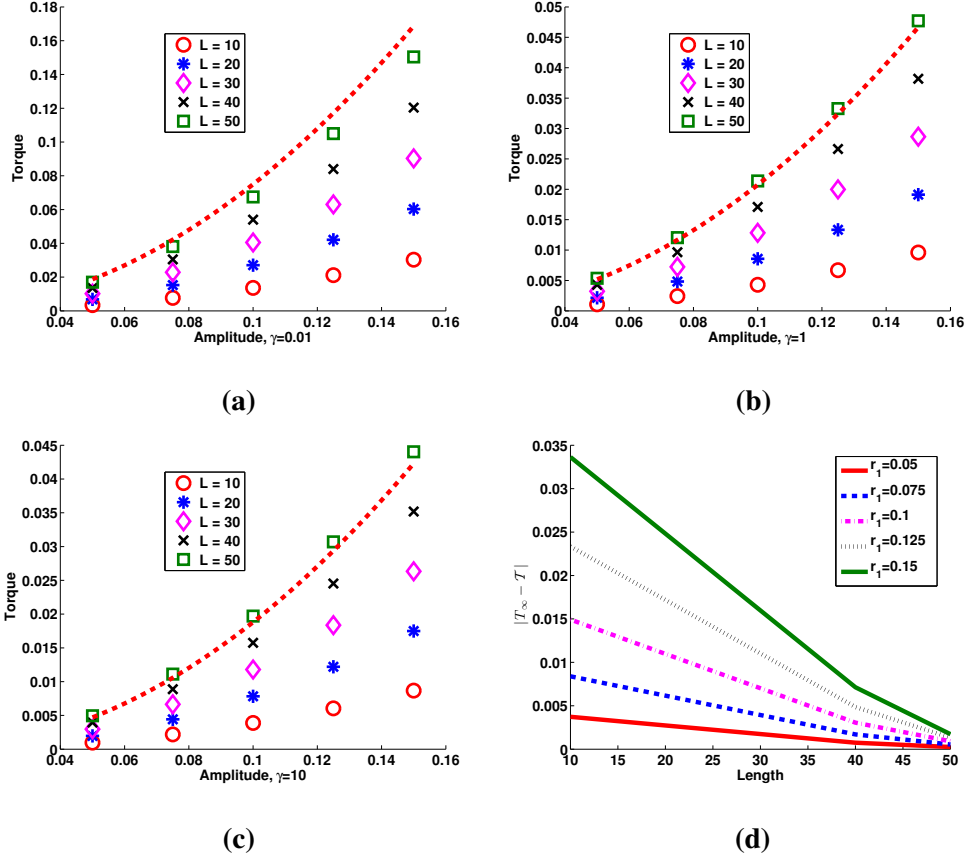 0.18
0.16
0.14
0.12
0.1
0.08
0.06
0.04
0.02
0
Torque
L = 10
L = 20
L = 30
L = 40
L = 50
0.04 0.06 0.08 0.1 0.12 0.14 0.16
Amplitude, γ=0.01
(a)
0.05
0.045
0.04
0.035
0.03
0.025
0.02
0.015
0.01
0.005
0
Torque
L = 10
L = 20
L = 30
L = 40
L = 50
0.04 0.06 0.08 0.1 0.12 0.14 0.16
Amplitude, γ=1
(b)
0.045
0.04
0.035
0.03
0.025
0.02
0.015
0.01
0.005
0
Torque
L = 10
L = 20
L = 30
L = 40
L = 50
0.04 0.06 0.08 0.1 0.12 0.14 0.16
Amplitude, γ=10
(c)
0.035
0.03
0.025
0.02
0.015
0.01
0.005
0
|T∞ − 𝒯|
r₁=0.05
r₁=0.075
r₁=0.1
r₁=0.125
r₁=0.15
10 15 20 25 30 35 40 45 50
Length
(d)